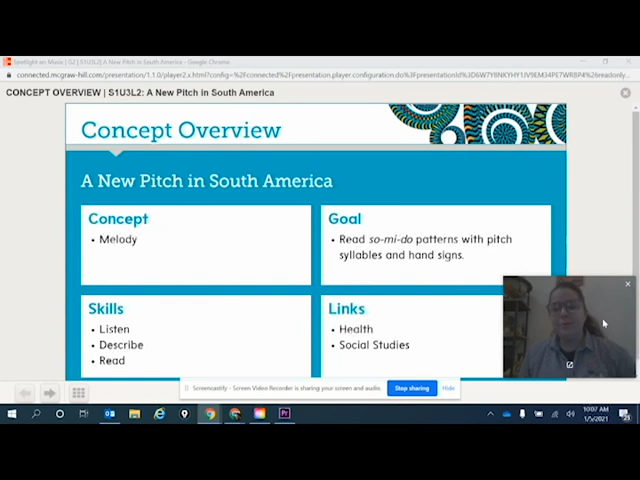 Spotlight on Music | G2 | S1U3L2| A New Pitch in South America - Google Chrome
CONCEPT OVERVIEW | S1U3L2: A New Pitch in South America
Concept Overview
A New Pitch in South America
Concept
• Melody
Goal
• Read so-mi-do patterns with pitch
syllables and hand signs.
Skills
• Listen
• Describe
• Read
Links
• Health
• Social Studies
Screencastify - Screen Video Recorder is sharing your screen and audio.
Stop sharing
Hide
10:07 AM
1/5/2021